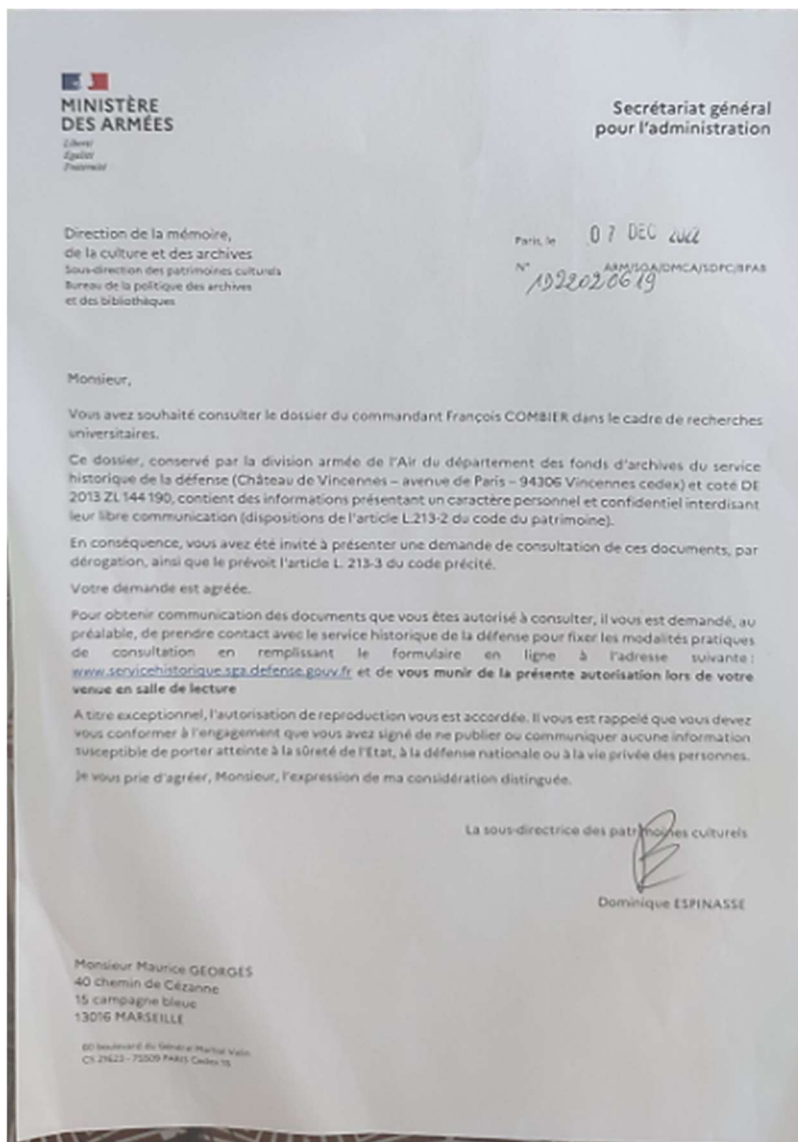 MINISTÈRE
DES ARMÉES
Liberté
Égalité
Fraternité
Secrétariat général
pour l'administration
Direction de la mémoire,
de la culture et des archives
Sous-direction des patrimoines culturels
Bureau de la politique des archives
et des bibliothèques
Paris, le 07 DEC 2022
N° ARM/SGA/DMCA/SDPC/BPAB
Monsieur,
Vous avez souhaité consulter le dossier du commandant François COMBIER dans le cadre de recherches
universitaires.
Ce dossier, conservé par la division armée de l'Air du département des fonds d'archives du service
historique de la défense (Château de Vincennes – avenue de Paris – 94306 Vincennes cedex) et coté DE
2013 ZL 144 190, contient des informations présentant un caractère personnel et confidentiel interdisant
leur libre communication (dispositions de l'article L.213-2 du code du patrimoine).
En conséquence, vous avez été invité à présenter une demande de consultation de ces documents, par
dérogation, ainsi que le prévoit l'article L. 213-3 du code précité.
Votre demande est agréée.
Pour obtenir communication des documents que vous êtes autorisé à consulter, il vous est demandé, au
préalable, de prendre contact avec le service historique de la défense pour fixer les modalités pratiques
de consultation en remplissant le formulaire en ligne à l'adresse suivante :
www.servicehistorique.sga.defense.gouv.fr et de vous munir de la présente autorisation lors de votre
venue en salle de lecture
A titre exceptionnel, l'autorisation de reproduction vous est accordée. Il vous est rappelé que vous devez
vous conformer à l'engagement que vous avez signé de ne publier ou communiquer aucune information
susceptible de porter atteinte à la sûreté de l'Etat, à la défense nationale ou à la vie privée des personnes.
Je vous prie d'agréer, Monsieur, l'expression de ma considération distinguée.
La sous-directrice des patrimoines culturels
Dominique ESPINASSE
Monsieur Maurice GEORGES
40 chemin de Cézanne
15 campagne bleue
13016 MARSEILLE
60 boulevard du Général Martial Valin
CS 21623 - 75509 PARIS Cedex 15